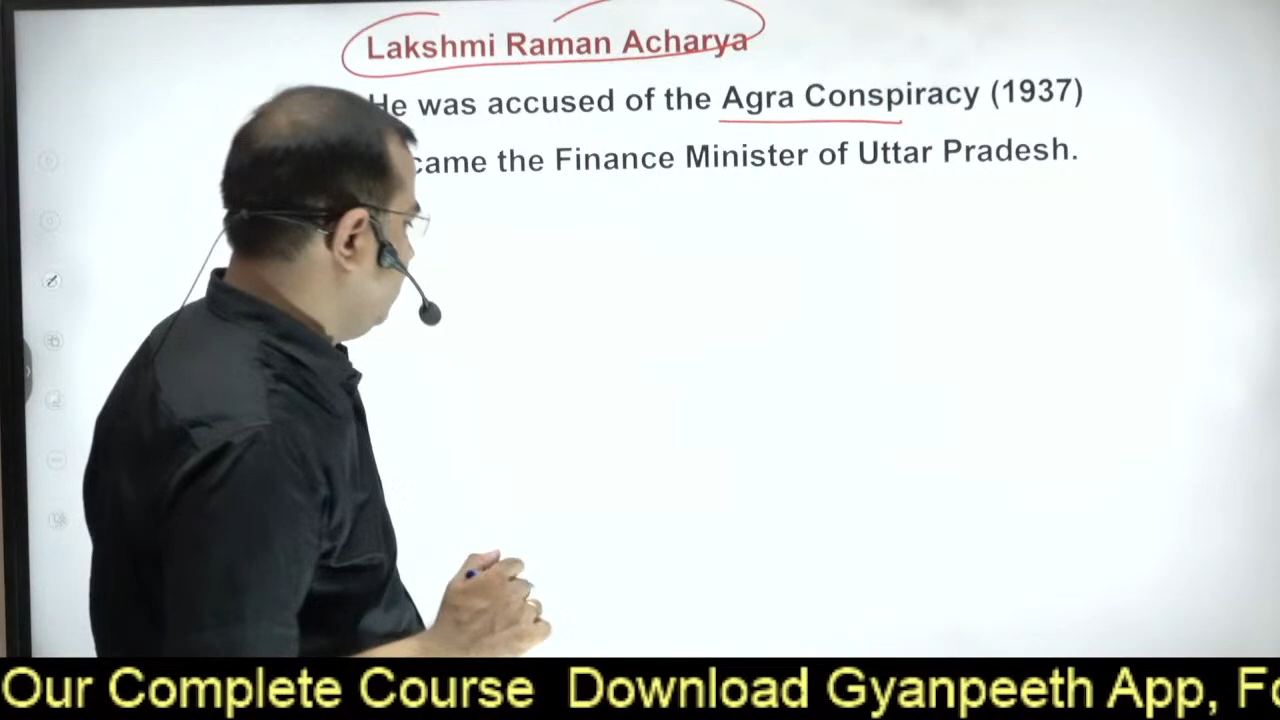 Lakshmi Raman Acharya
He was accused of the Agra Conspiracy (1937)
came the Finance Minister of Uttar Pradesh.
Our Complete Course Download Gyanpeeth App, Fo